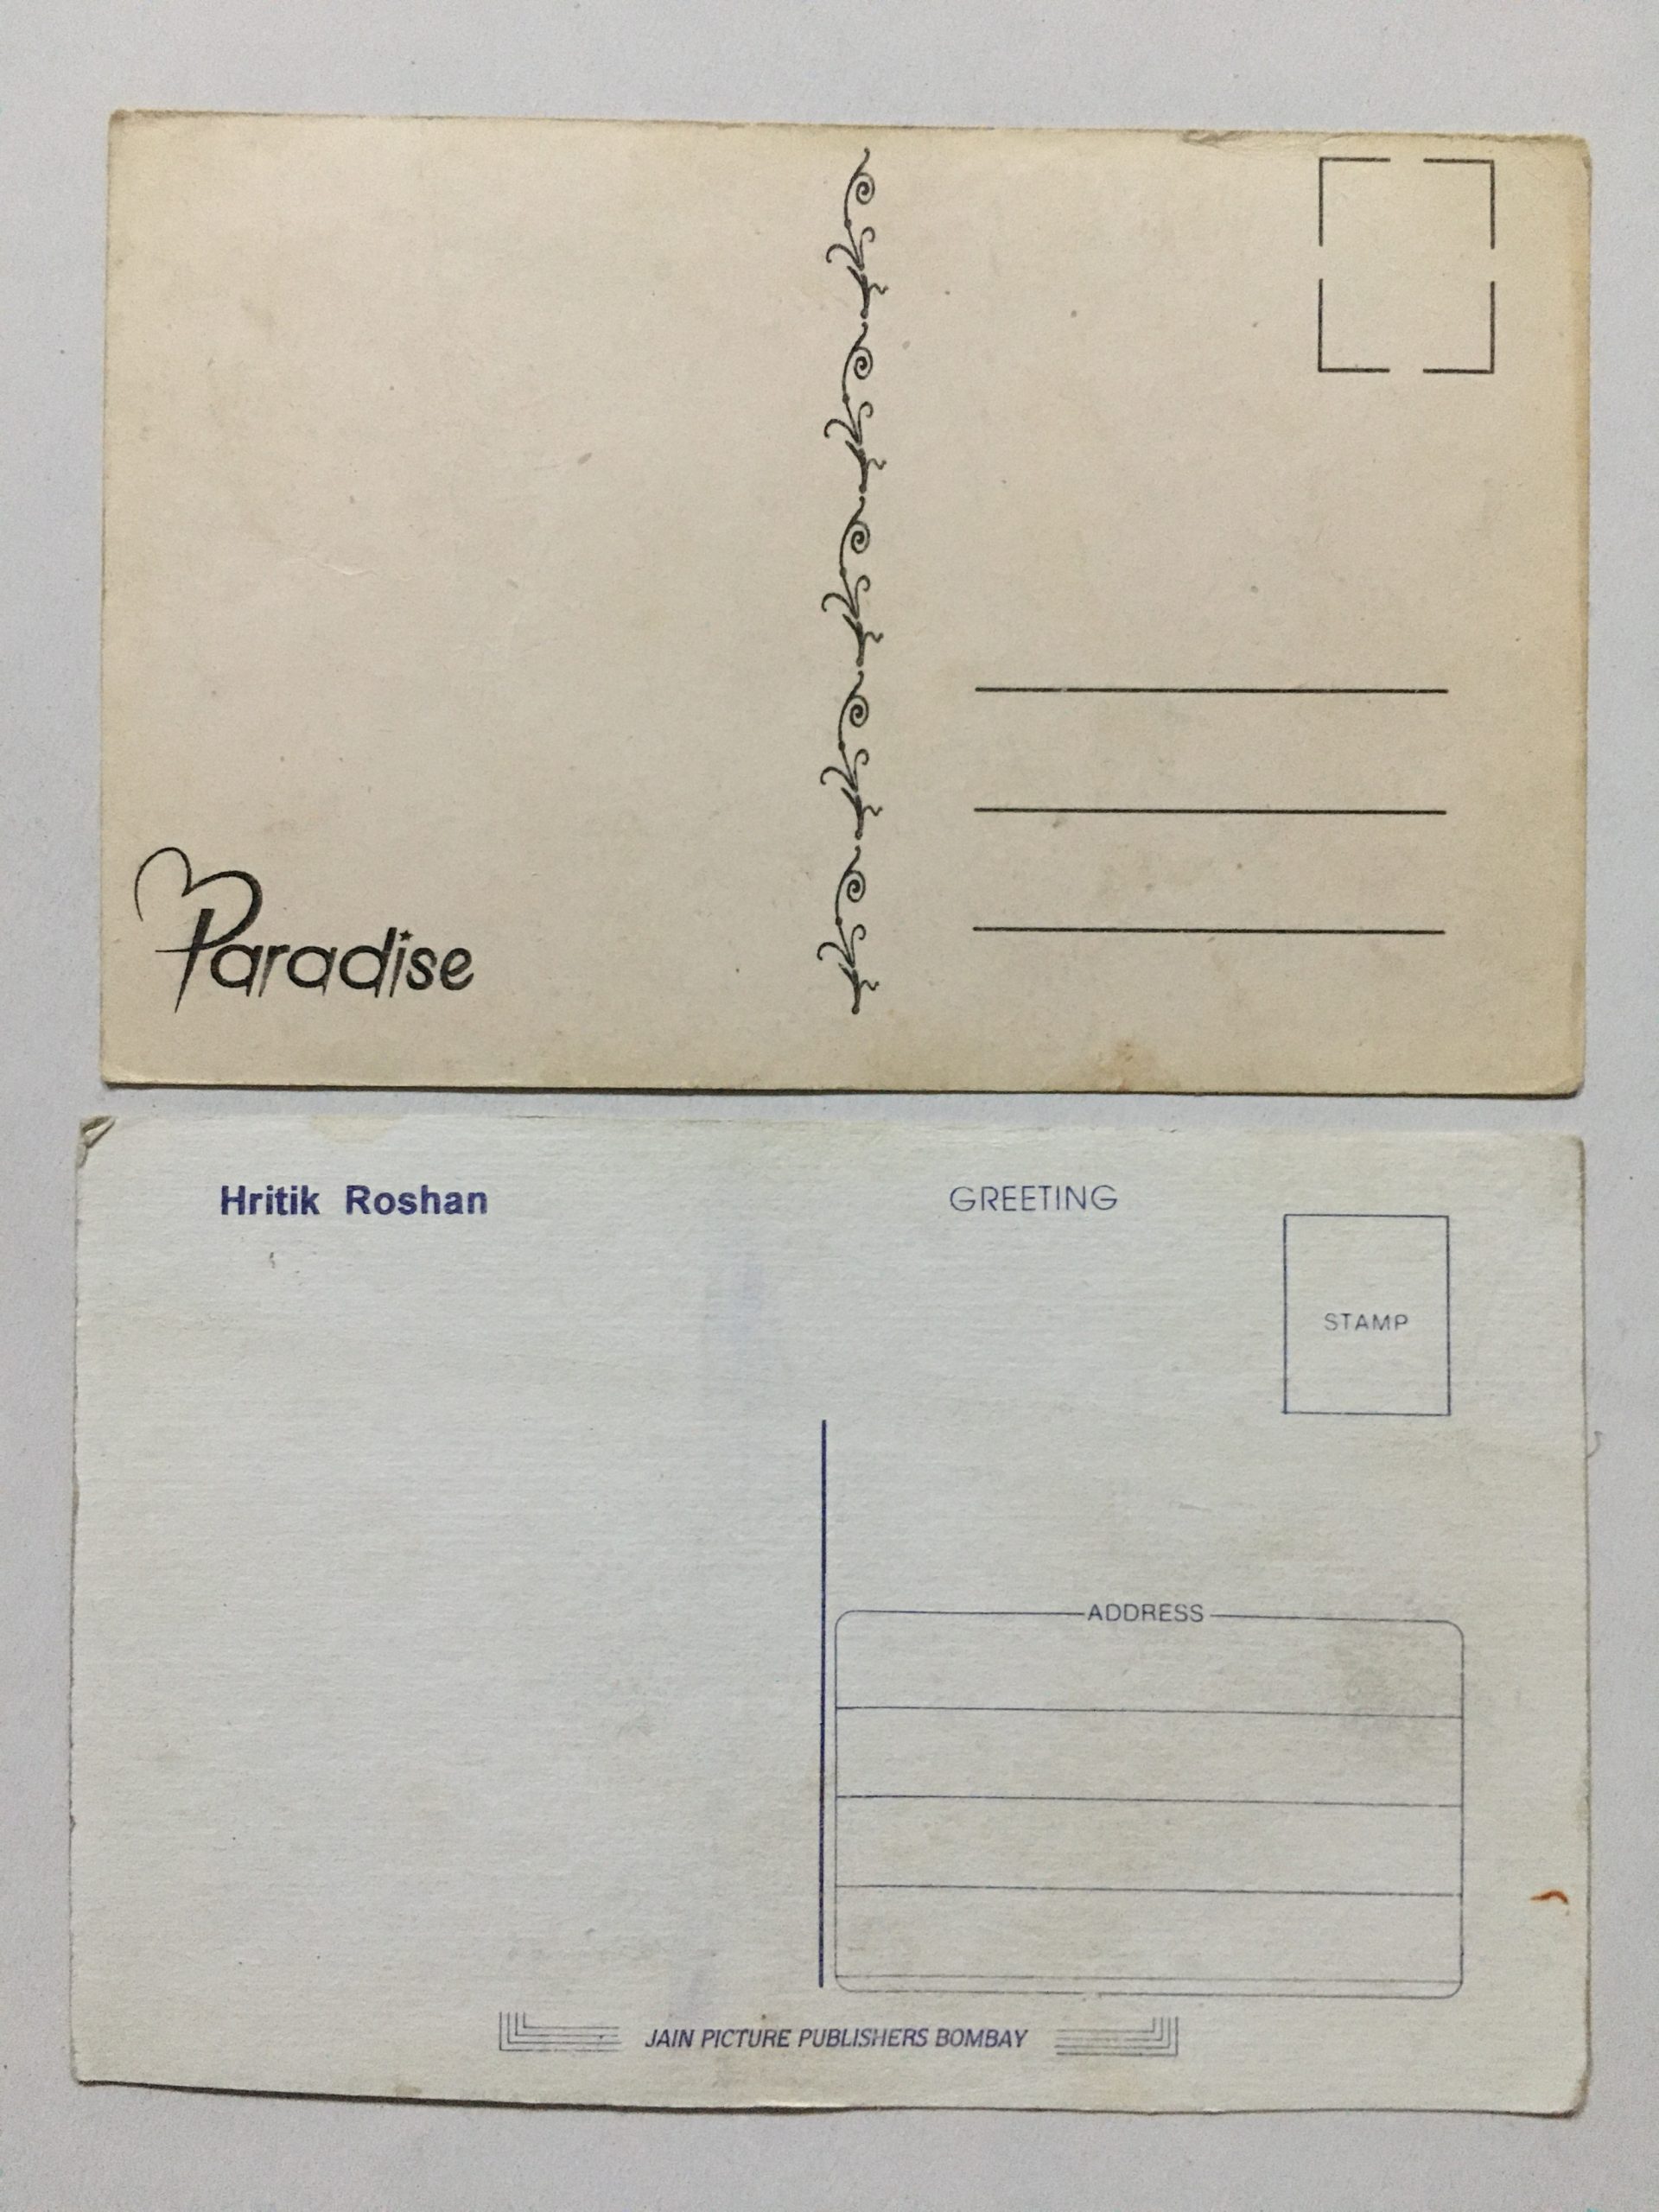 Paradise
Hritik Roshan
GREETING
STAMP
ADDRESS
JAIN PICTURE PUBLISHERS BOMBAY